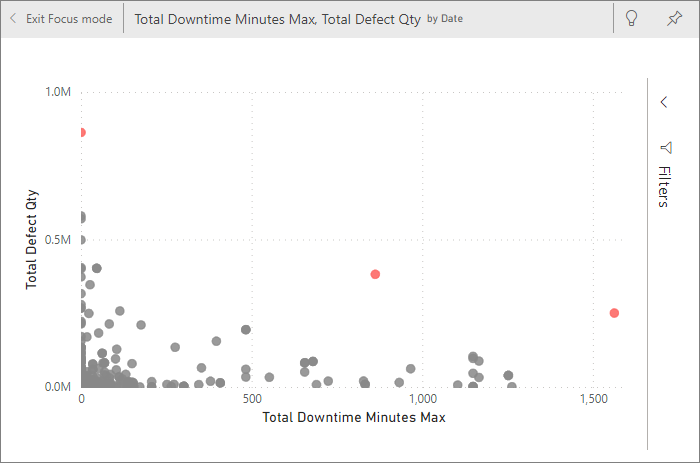 Exit Focus mode
Total Downtime Minutes Max, Total Defect Qty by Date
Filters
Total Defect Qty
1.0M
0.5M
0.0M
0
500
1,000
1,500
Total Downtime Minutes Max